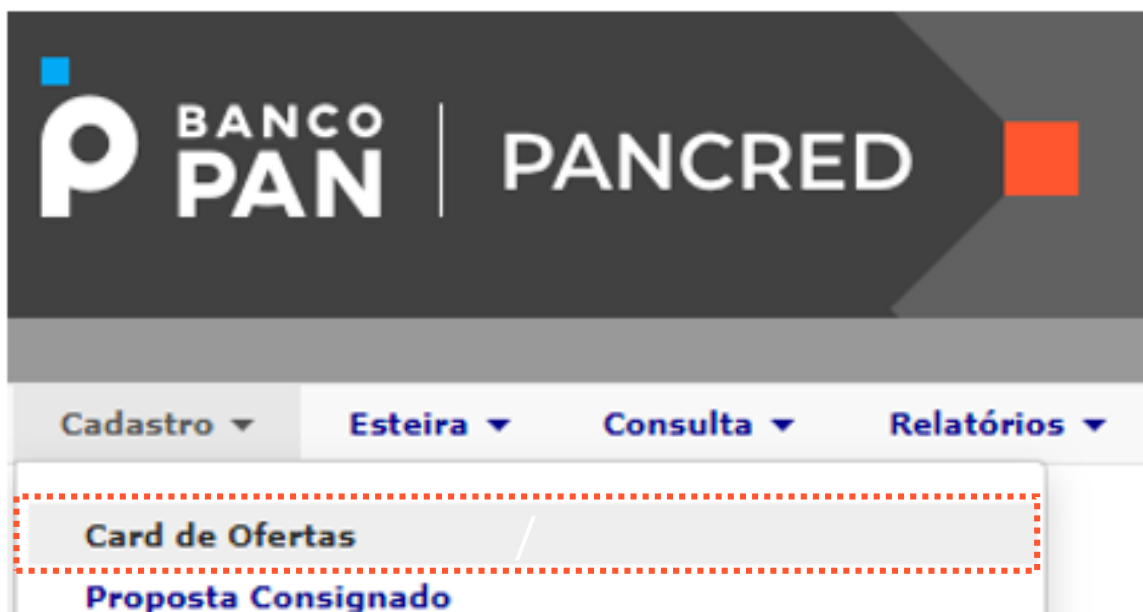 BANCO
PAN
PANCRED
Cadastro Esteira Consulta Relatórios
Card de Ofertas /
Proposta Consignado